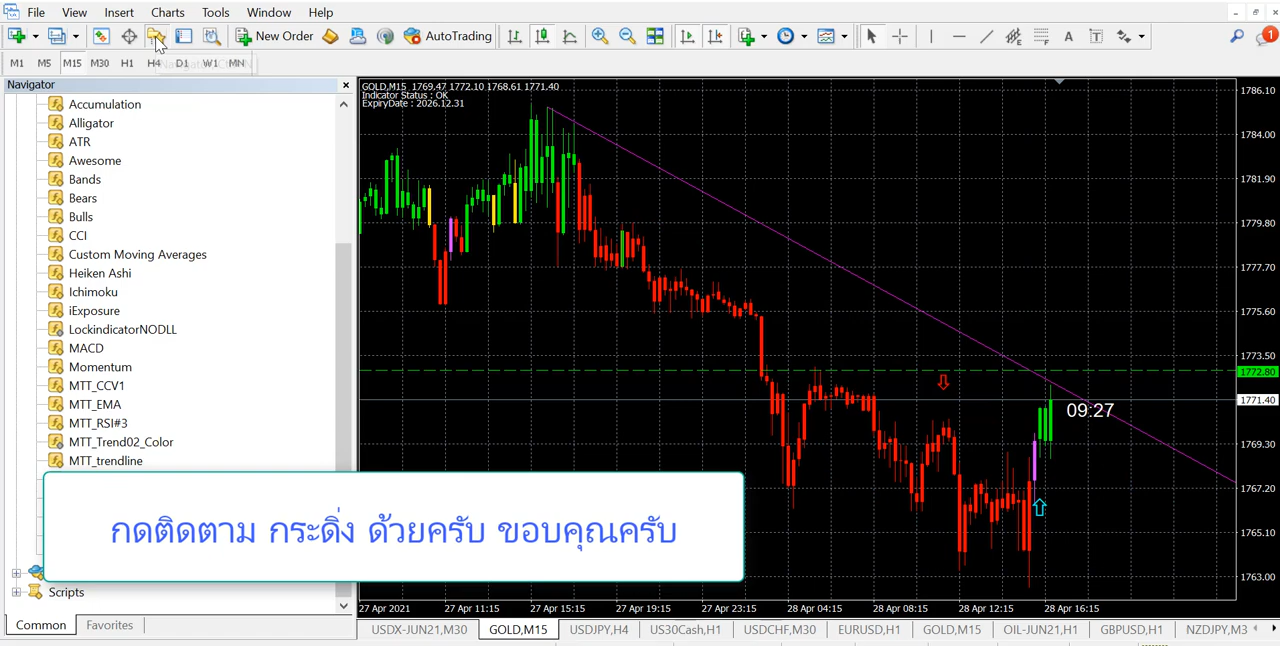 File View Insert Charts Tools Window Help
New Order AutoTrading
1
M1 M5 M15 M30 H1 H4 D1 W1 MN
Navigator
Accumulation
Alligator
ATR
Awesome
Bands
Bears
Bulls
CCI
Custom Moving Averages
Heiken Ashi
Ichimoku
iExposure
LockindicatorNODLL
MACD
Momentum
MTT_CCV1
MTT_EMA
MTT_RSI#3
MTT_Trend02_Color
MTT_trendline
Scripts
Common Favorites
กดติดตาม กระดิ่ง ด้วยครับ ขอบคุณครับ
GOLD,M15 1769.47 1772.10 1768.61 1771.40
Indicator Status : OK
ExpiryDate : 2026.12.31
09:27
1786.10
1784.00
1781.90
1779.80
1777.70
1775.60
1773.50
1772.80
1771.40
1769.30
1767.20
1765.10
1763.00
27 Apr 2021 27 Apr 11:15 27 Apr 15:15 27 Apr 19:15 27 Apr 23:15 28 Apr 04:15 28 Apr 08:15 28 Apr 12:15 28 Apr 16:15
USDX-JUN21,M30 GOLD,M15 USDJPY,H4 US30Cash,H1 USDCHF,M30 EURUSD,H1 GOLD,M15 OIL-JUN21,H1 GBPUSD,H1 NZDJPY,M3